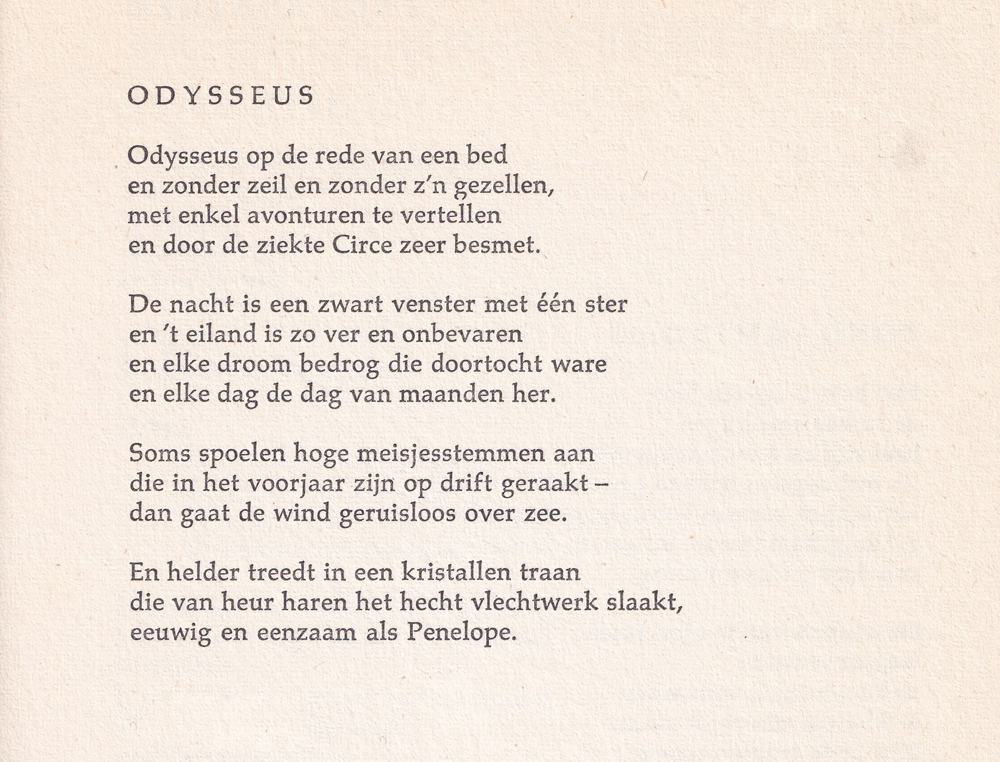 ODYSSEUS
Odysseus op de rede van een bed
en zonder zeil en zonder z'n gezellen,
met enkel avonturen te vertellen
en door de ziekte Circe zeer besmet.
De nacht is een zwart venster met één ster
en 't eiland is zo ver en onbevaren
en elke droom bedrog die doortocht ware
en elke dag de dag van maanden her.
Soms spoelen hoge meisjesstemmen aan
die in het voorjaar zijn op drift geraakt –
dan gaat de wind geruisloos over zee.
En helder treedt in een kristallen traan
die van heur haren het hecht vlechtwerk slaakt,
eeuwig en eenzaam als Penelope.